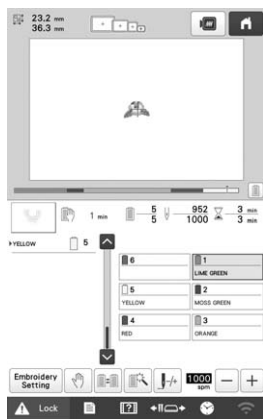 23.2 mm
36.3 mm
1 min
5
5
952
1000
3 min
3 min
YELLOW 5
6
1
LIME GREEN
5
YELLOW
2
MOSS GREEN
4
RED
3
ORANGE
Embroidery
Setting
1000
spm
Lock